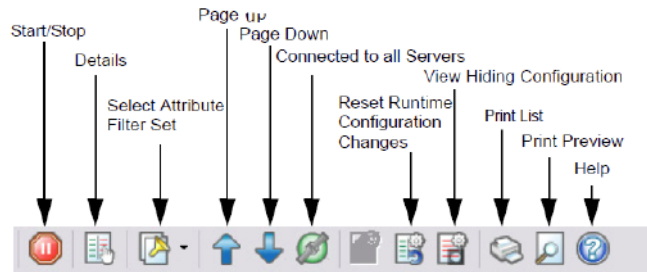 Page up
Start/Stop
Page Down
Details
Connected to all Servers
View Hiding Configuration
Select Attribute
Filter Set
Reset Runtime
Configuration
Changes
Print List
Print Preview
Help